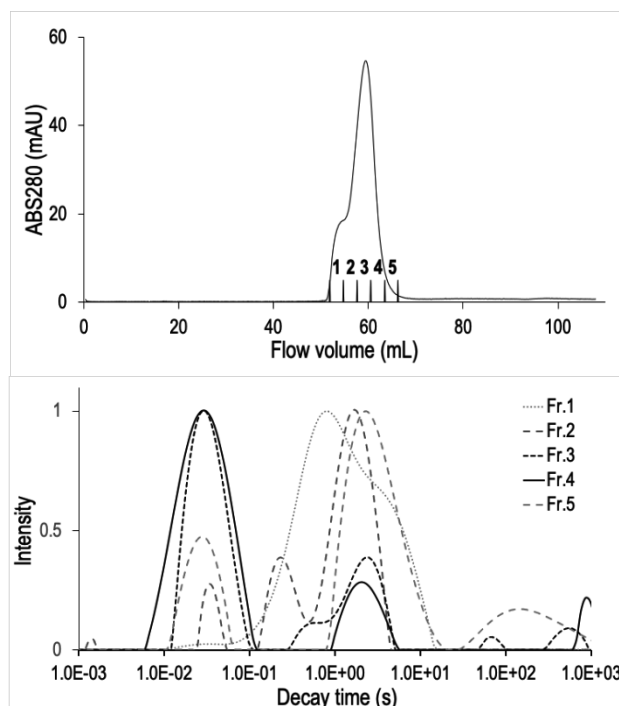 60
40
20
0
ABS280 (mAU)
1 2 3 4 5
0 20 40 60 80 100
Flow volume (mL)
1
0.5
0
Intensity
Fr.1
Fr.2
Fr.3
Fr.4
Fr.5
1.0E-03 1.0E-02 1.0E-01 1.0E+00 1.0E+01 1.0E+02 1.0E+03
Decay time (s)